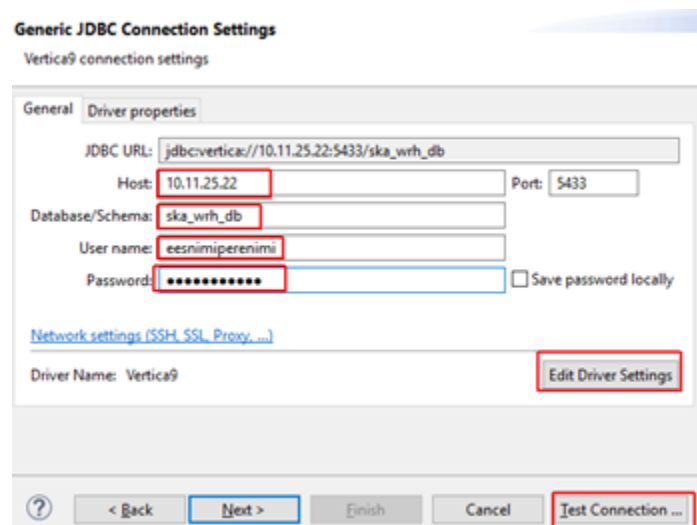 Generic JDBC Connection Settings
Vertica9 connection settings
General Driver properties
JDBC URL: jdbc:vertica://10.11.25.22:5433/ska_wrh_db
Host: 10.11.25.22 Port: 5433
Database/Schema: ska_wrh_db
User name: eesnimiperenimi
Password: ●●●●●●●●●●● Save password locally
Network settings (SSH, SSL, Proxy, ...)
Driver Name: Vertica9 Edit Driver Settings
? < Back Next > Finish Cancel Test Connection ...